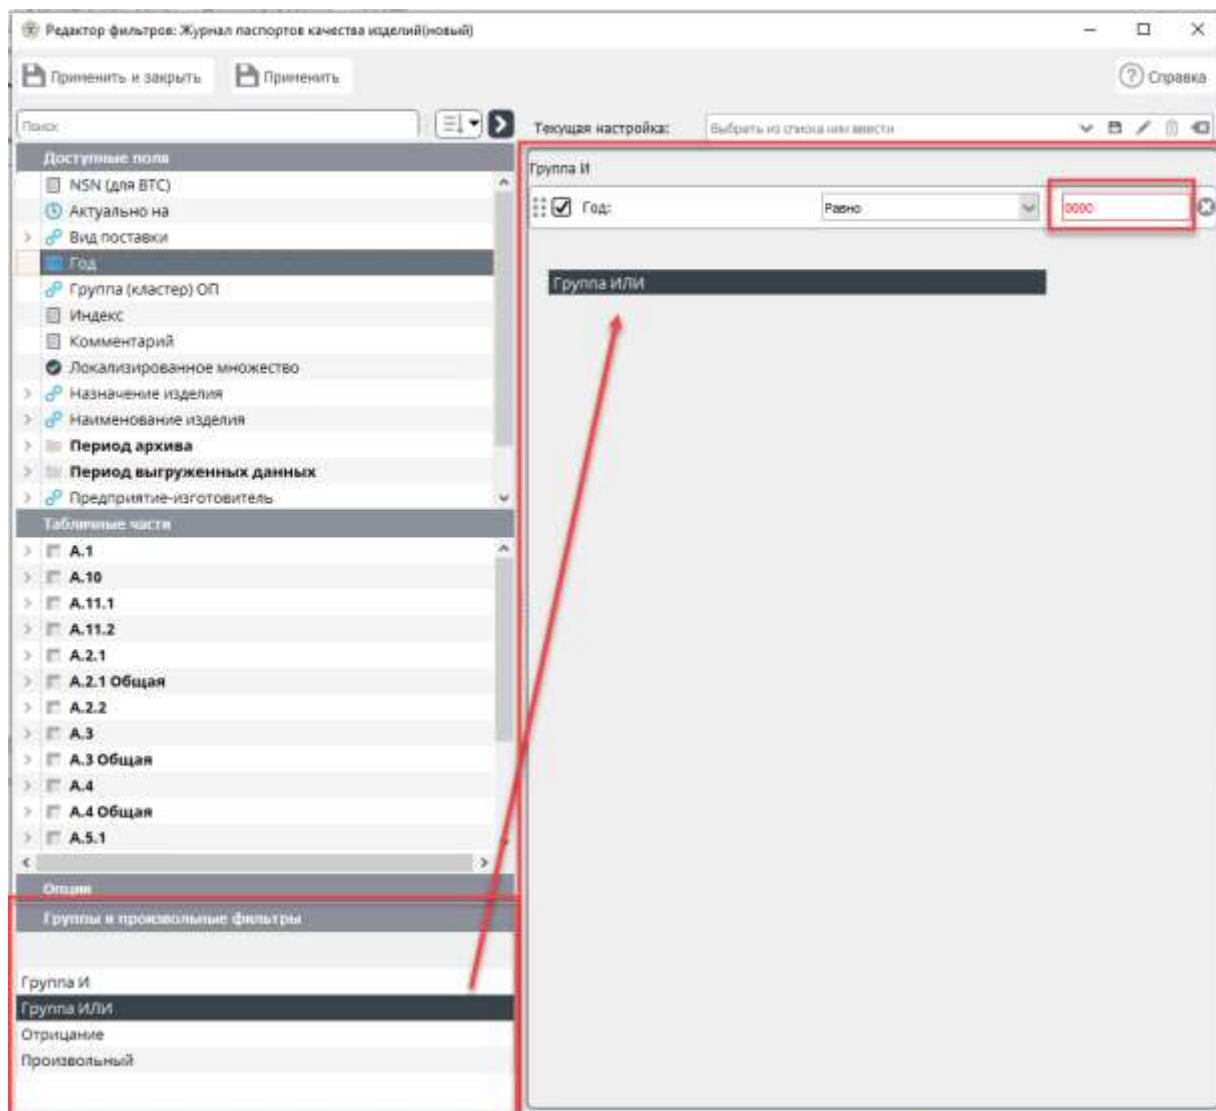 Редактор фильтров: Журнал паспортов качества изделий(новый)
Применить и закрыть
Применить
Справка
Поиск
Текущая настройка:
Выбрать из списка или ввести
Доступные поля
NSN (для ВТС)
Актуально на
Вид поставки
Год
Группа (кластер) ОП
Индекс
Комментарий
Локализированное множество
Назначение изделия
Наименование изделия
Период архива
Период выгруженных данных
Предприятие-изготовитель
Табличные части
А.1
А.10
А.11.1
А.11.2
А.2.1
А.2.1 Общая
А.2.2
А.3
А.3 Общая
А.4
А.4 Общая
А.5.1
Опции
Группы и произвольные фильтры
Группа И
Группа ИЛИ
Отрицание
Произвольный
Группа И
Год:
Равно
0000
Группа ИЛИ